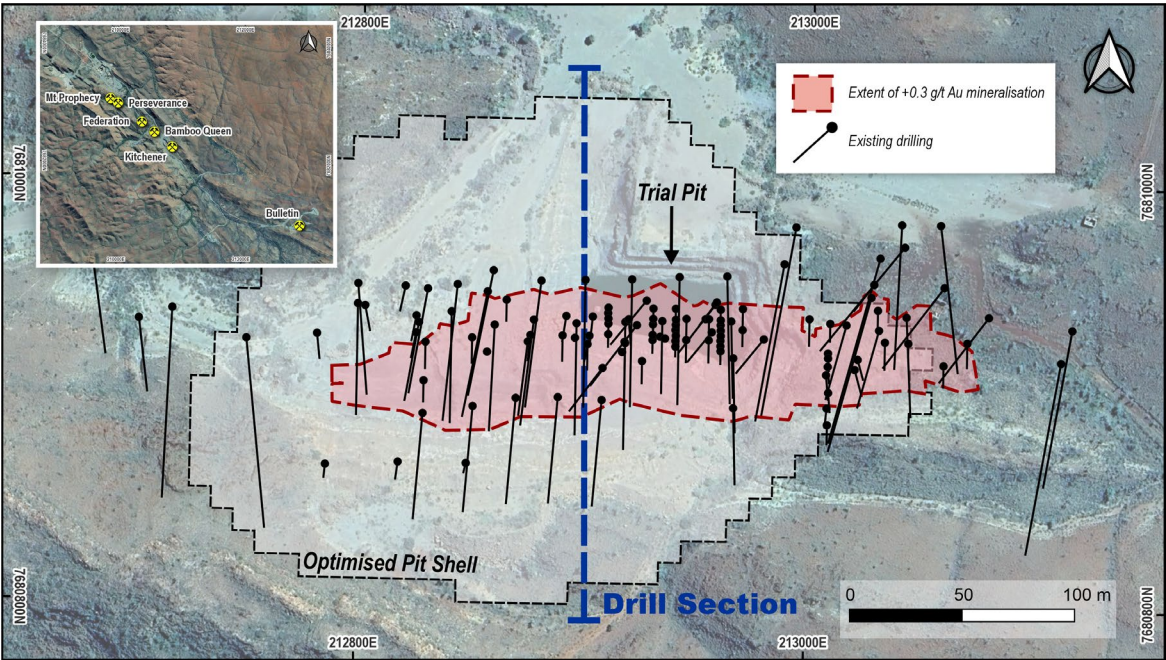 212800E
213000E
Mt Prophecy
Perseverance
Federation
Bamboo Queen
Kitchener
Bulletin
Extent of +0.3 g/t Au mineralisation
Existing drilling
7681000N
7681000N
Trial Pit
Optimised Pit Shell
Drill Section
7680800N
7680800N
0
50
100 m
212800E
213000E